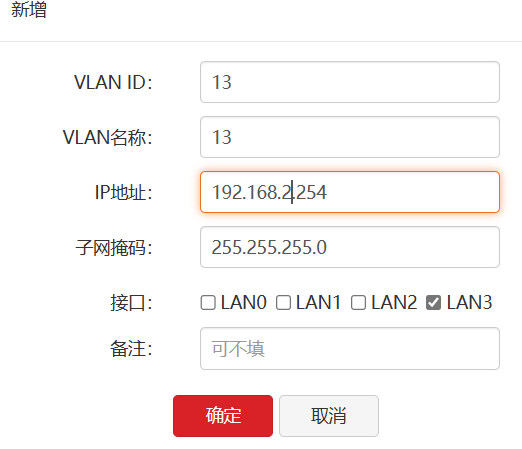 新增
VLAN ID： 13
VLAN名称： 13
IP地址： 192.168.2.254
子网掩码： 255.255.255.0
接口： LAN0 LAN1 LAN2 LAN3
备注： 可不填
确定 取消